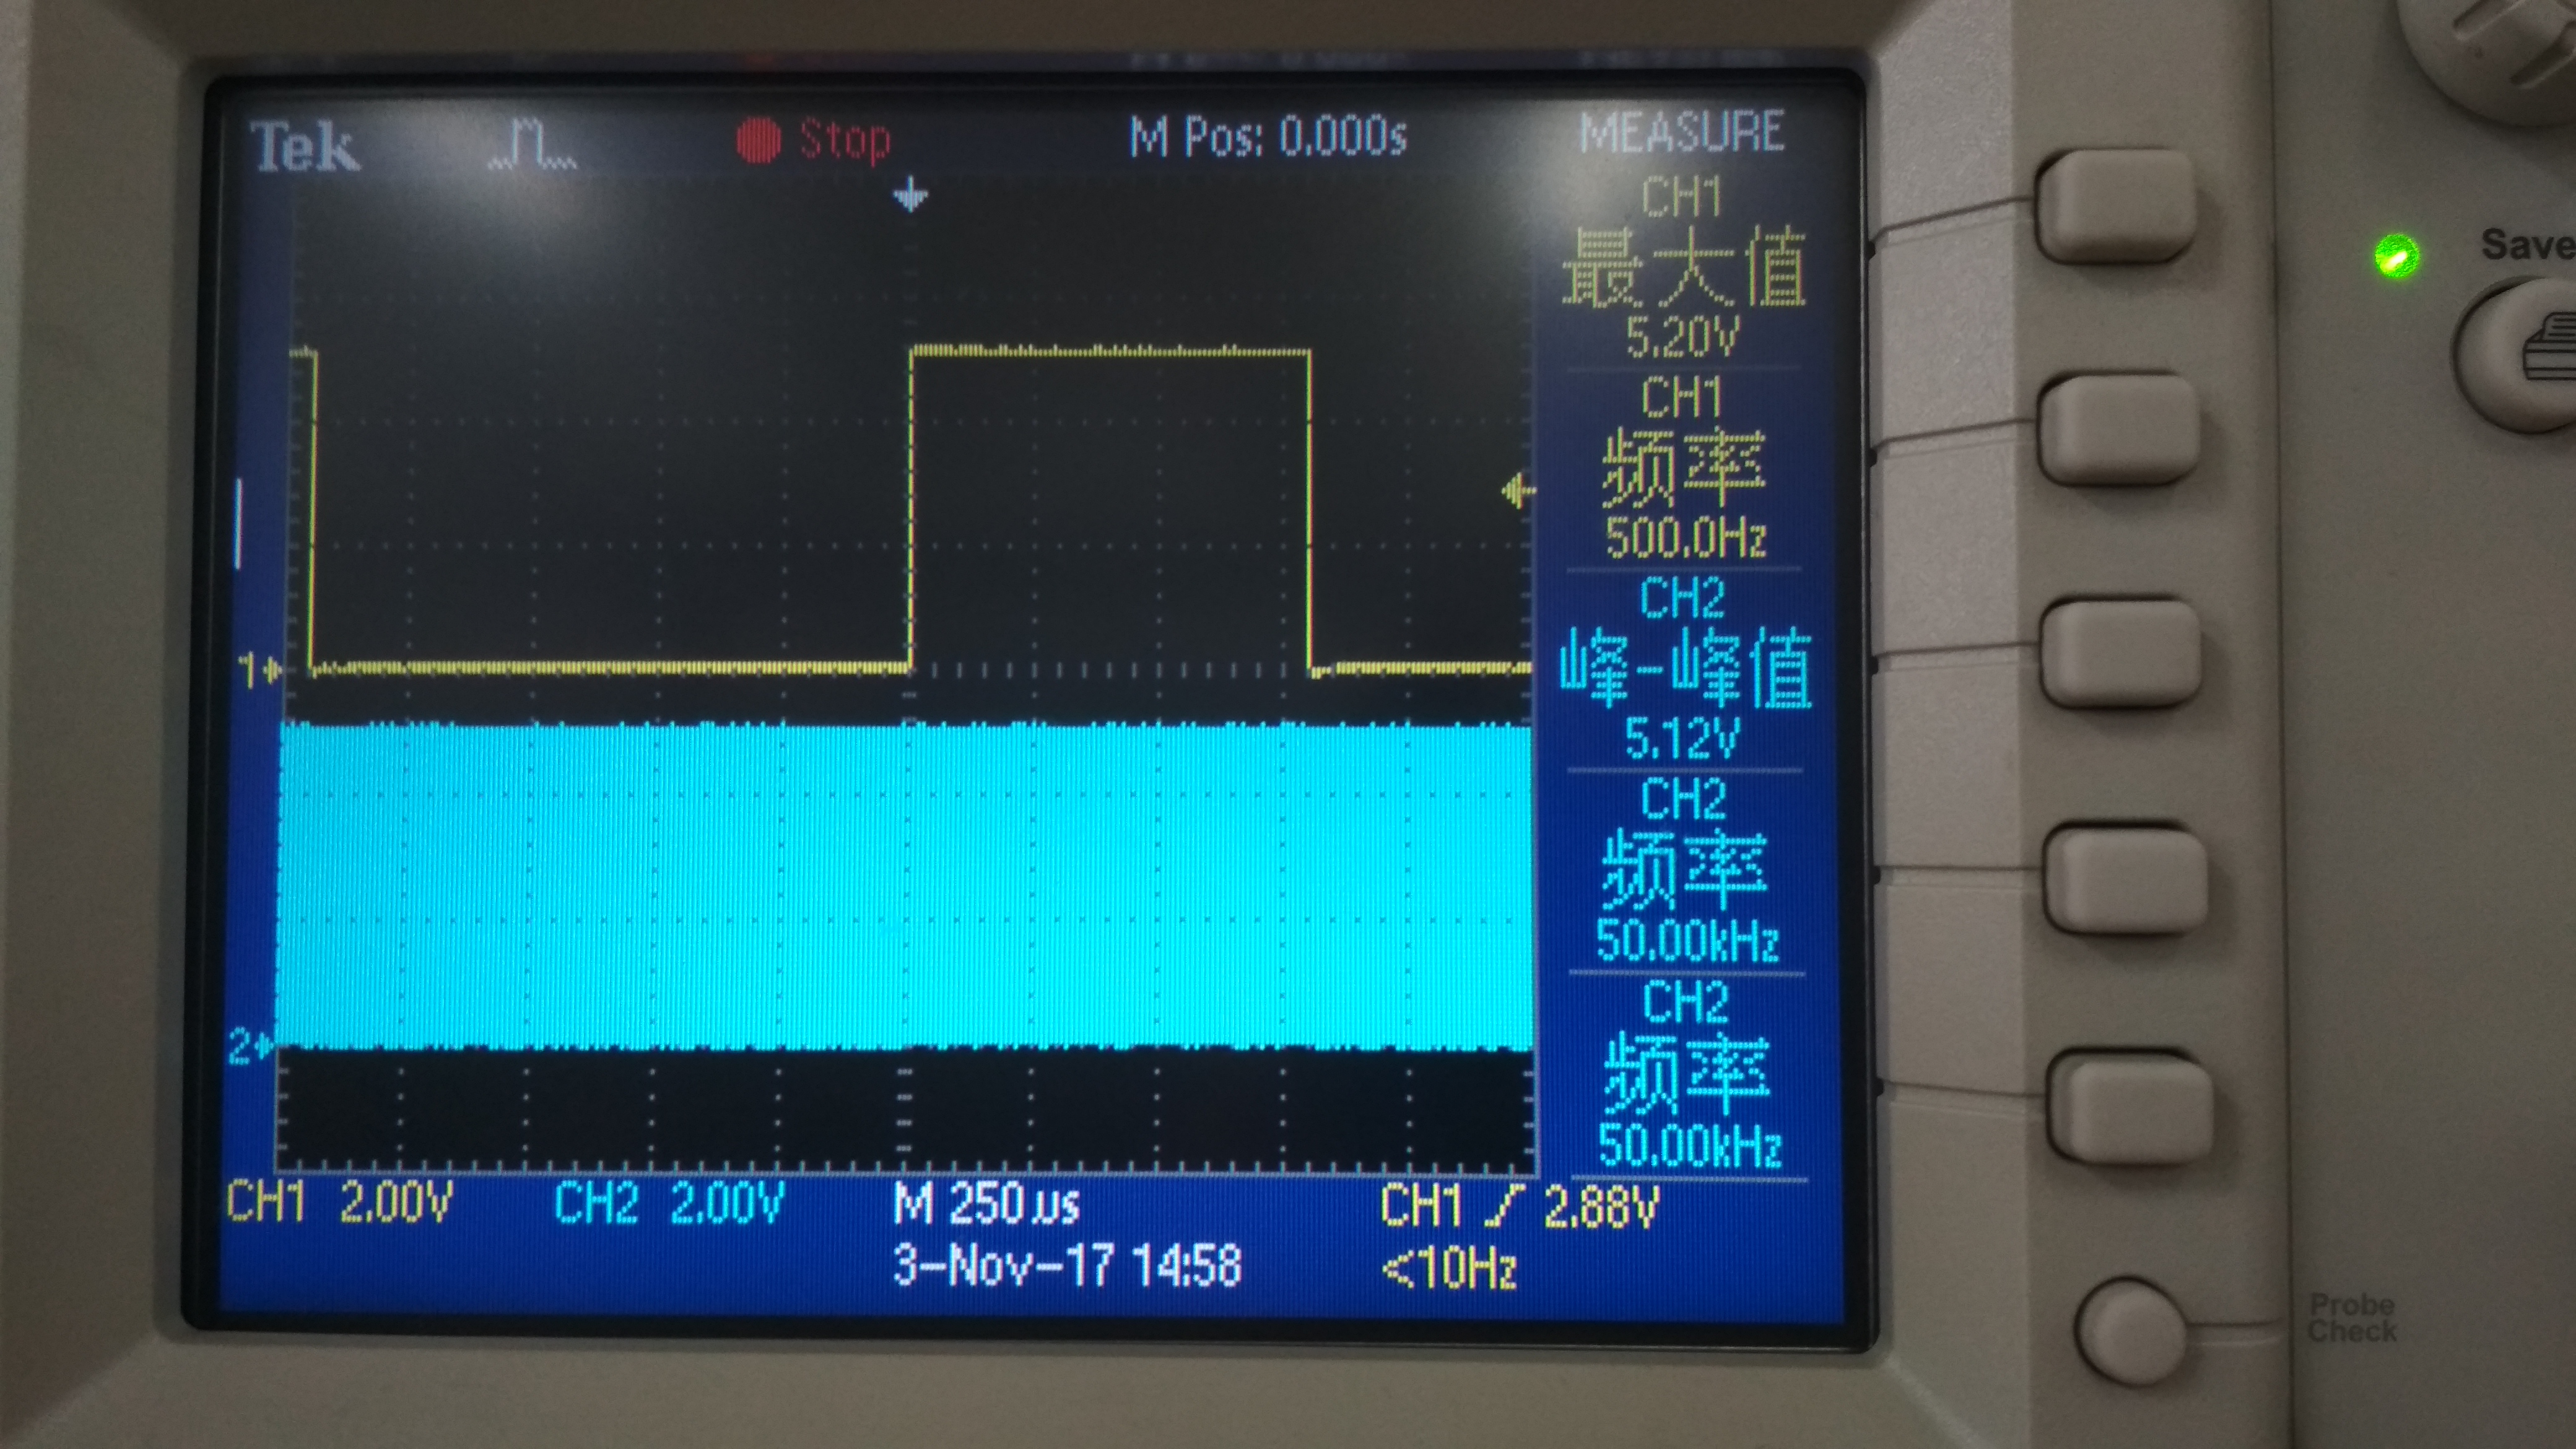 Tek Stop M Pos: 0.000s MEASURE
CH1
最大值
5.20V
CH1
频率
500.0Hz
CH2
峰-峰值
5.12V
CH2
频率
50.00kHz
CH2
频率
50.00kHz
1
2
CH1 2.00V CH2 2.00V M 250µs CH1 2.88V
3-Nov-17 14:58 <10Hz
Save
Probe
Check